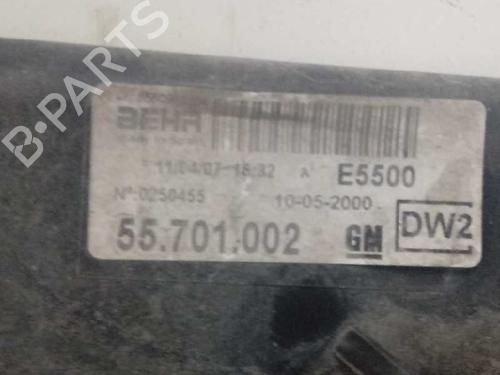 BEHR
11/04/07-18:32 A E5500
Nº:0250455 10-05-2000
55.701.002 GM DW2
B-PARTS